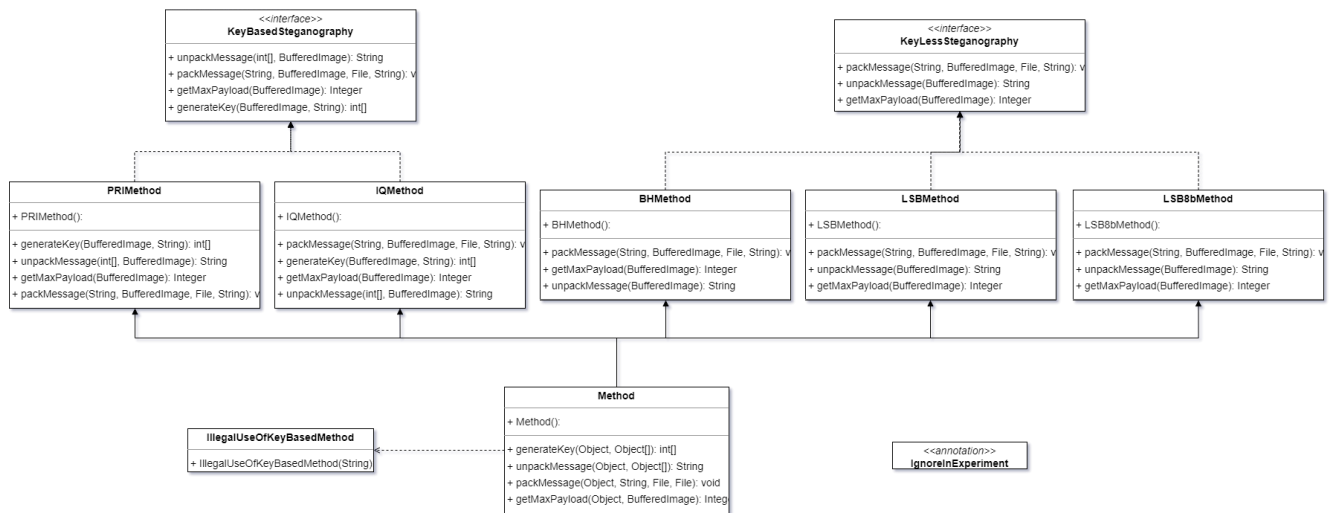 <<interface>>
KeyBasedSteganography
+ unpackMessage(int[], BufferedImage): String
+ packMessage(String, BufferedImage, File, String): v
+ getMaxPayload(BufferedImage): Integer
+ generateKey(BufferedImage, String): int[]
<<interface>>
KeyLessSteganography
+ packMessage(String, BufferedImage, File, String): v
+ unpackMessage(BufferedImage): String
+ getMaxPayload(BufferedImage): Integer
PRIMethod
+ PRIMethod():
+ generateKey(BufferedImage, String): int[]
+ unpackMessage(int[], BufferedImage): String
+ getMaxPayload(BufferedImage): Integer
+ packMessage(String, BufferedImage, File, String): v
IQMethod
+ IQMethod():
+ packMessage(String, BufferedImage, File, String): v
+ generateKey(BufferedImage, String): int[]
+ getMaxPayload(BufferedImage): Integer
+ unpackMessage(int[], BufferedImage): String
BHMethod
+ BHMethod():
+ packMessage(String, BufferedImage, File, String): v
+ getMaxPayload(BufferedImage): Integer
+ unpackMessage(BufferedImage): String
LSBMethod
+ LSBMethod():
+ packMessage(String, BufferedImage, File, String): v
+ unpackMessage(BufferedImage): String
+ getMaxPayload(BufferedImage): Integer
LSB8bMethod
+ LSB8bMethod():
+ packMessage(String, BufferedImage, File, String): v
+ unpackMessage(BufferedImage): String
+ getMaxPayload(BufferedImage): Integer
Method
+ Method():
+ generateKey(Object, Object[]): int[]
+ unpackMessage(Object, Object[]): String
+ packMessage(Object, String, File, File): void
+ getMaxPayload(Object, BufferedImage): Integ
IllegalUseOfKeyBasedMethod
+ IllegalUseOfKeyBasedMethod(String)
<<annotation>>
IgnoreInExperiment